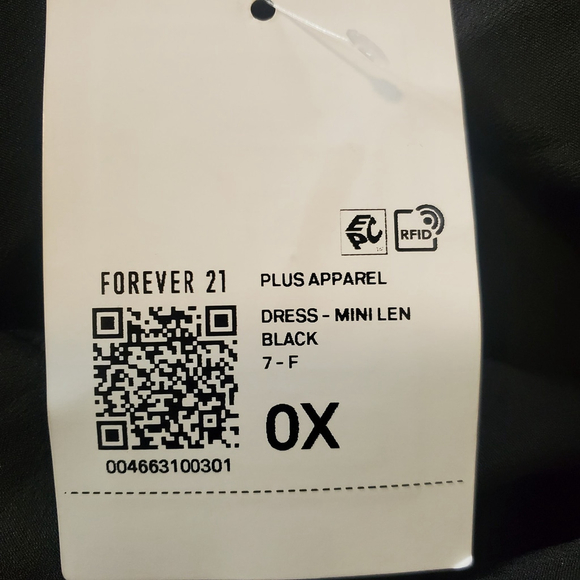 EPC
RFID
FOREVER 21
PLUS APPAREL
DRESS - MINI LEN
BLACK
7 - F
0X
004663100301